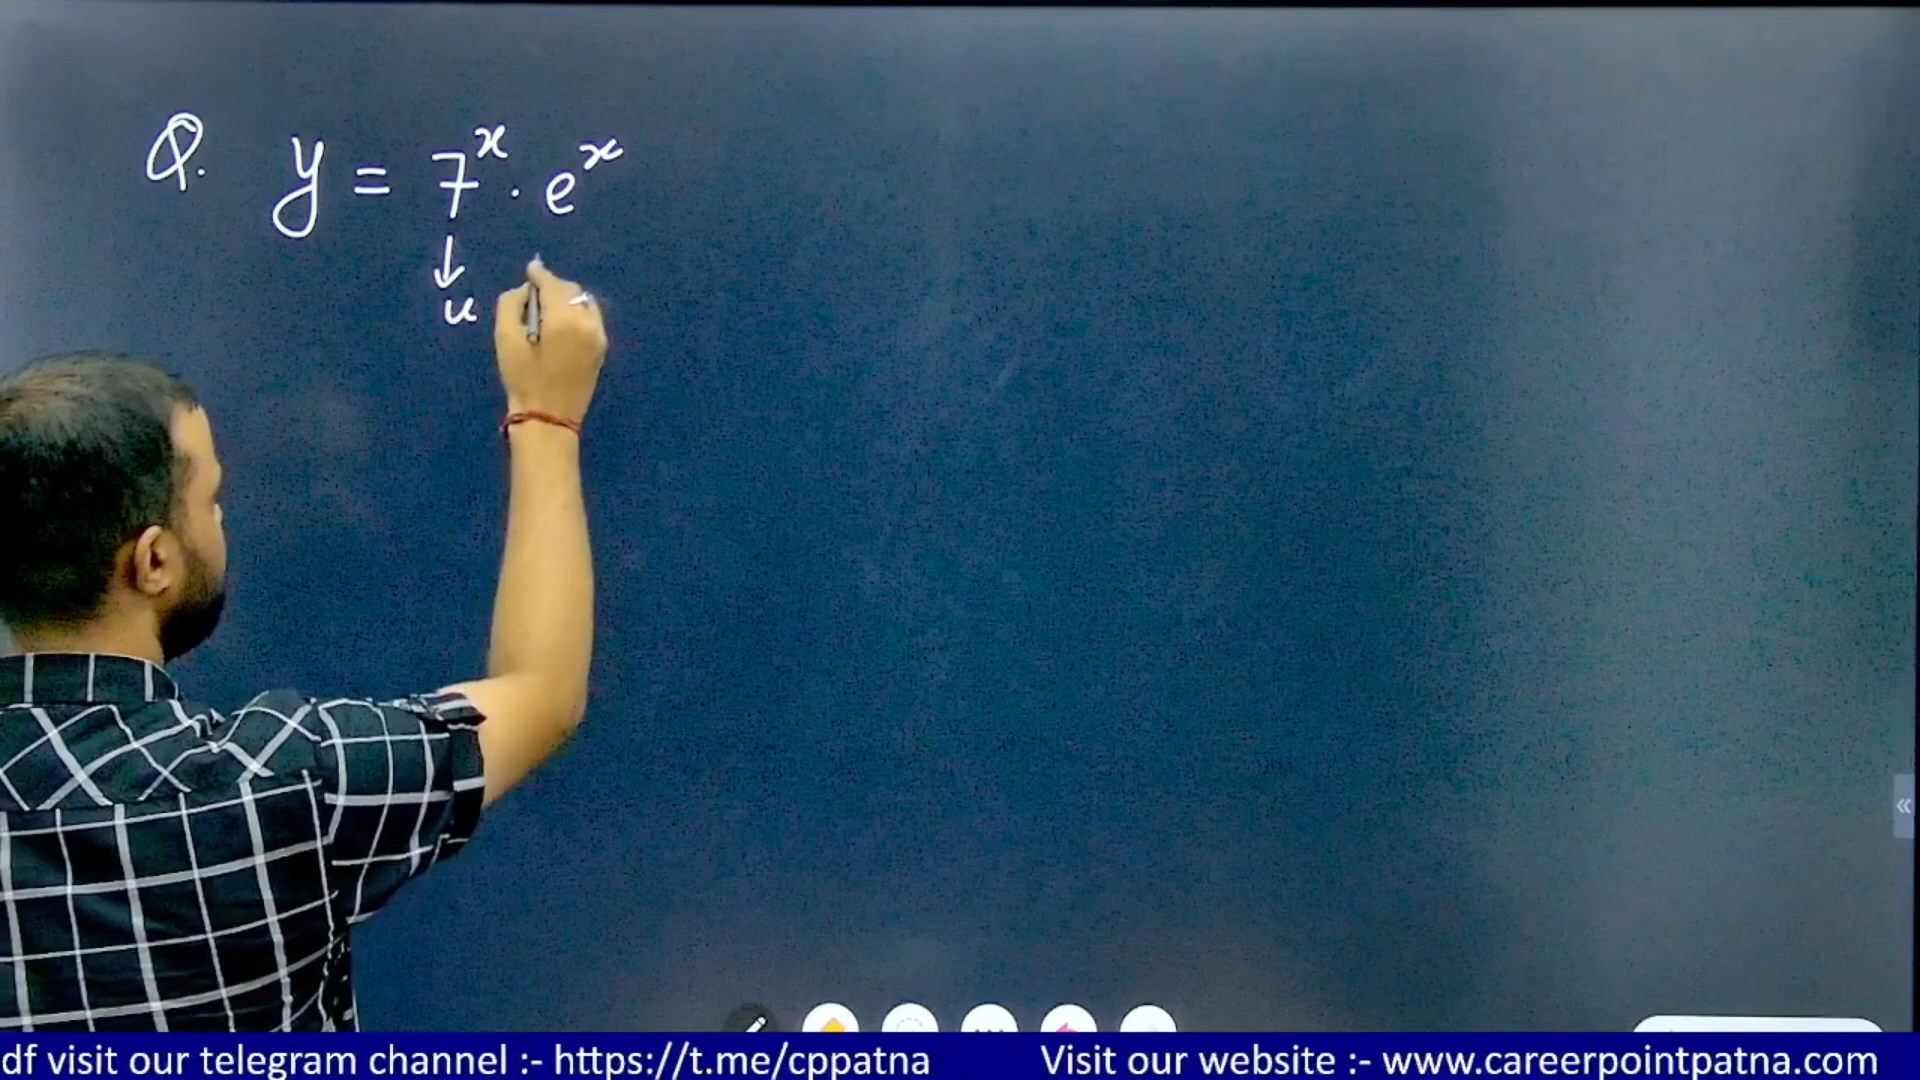 Q. y = 7^x · e^x
↓
u
df visit our telegram channel :- https://t.me/cppatna Visit our website :- www.careerpointpatna.com